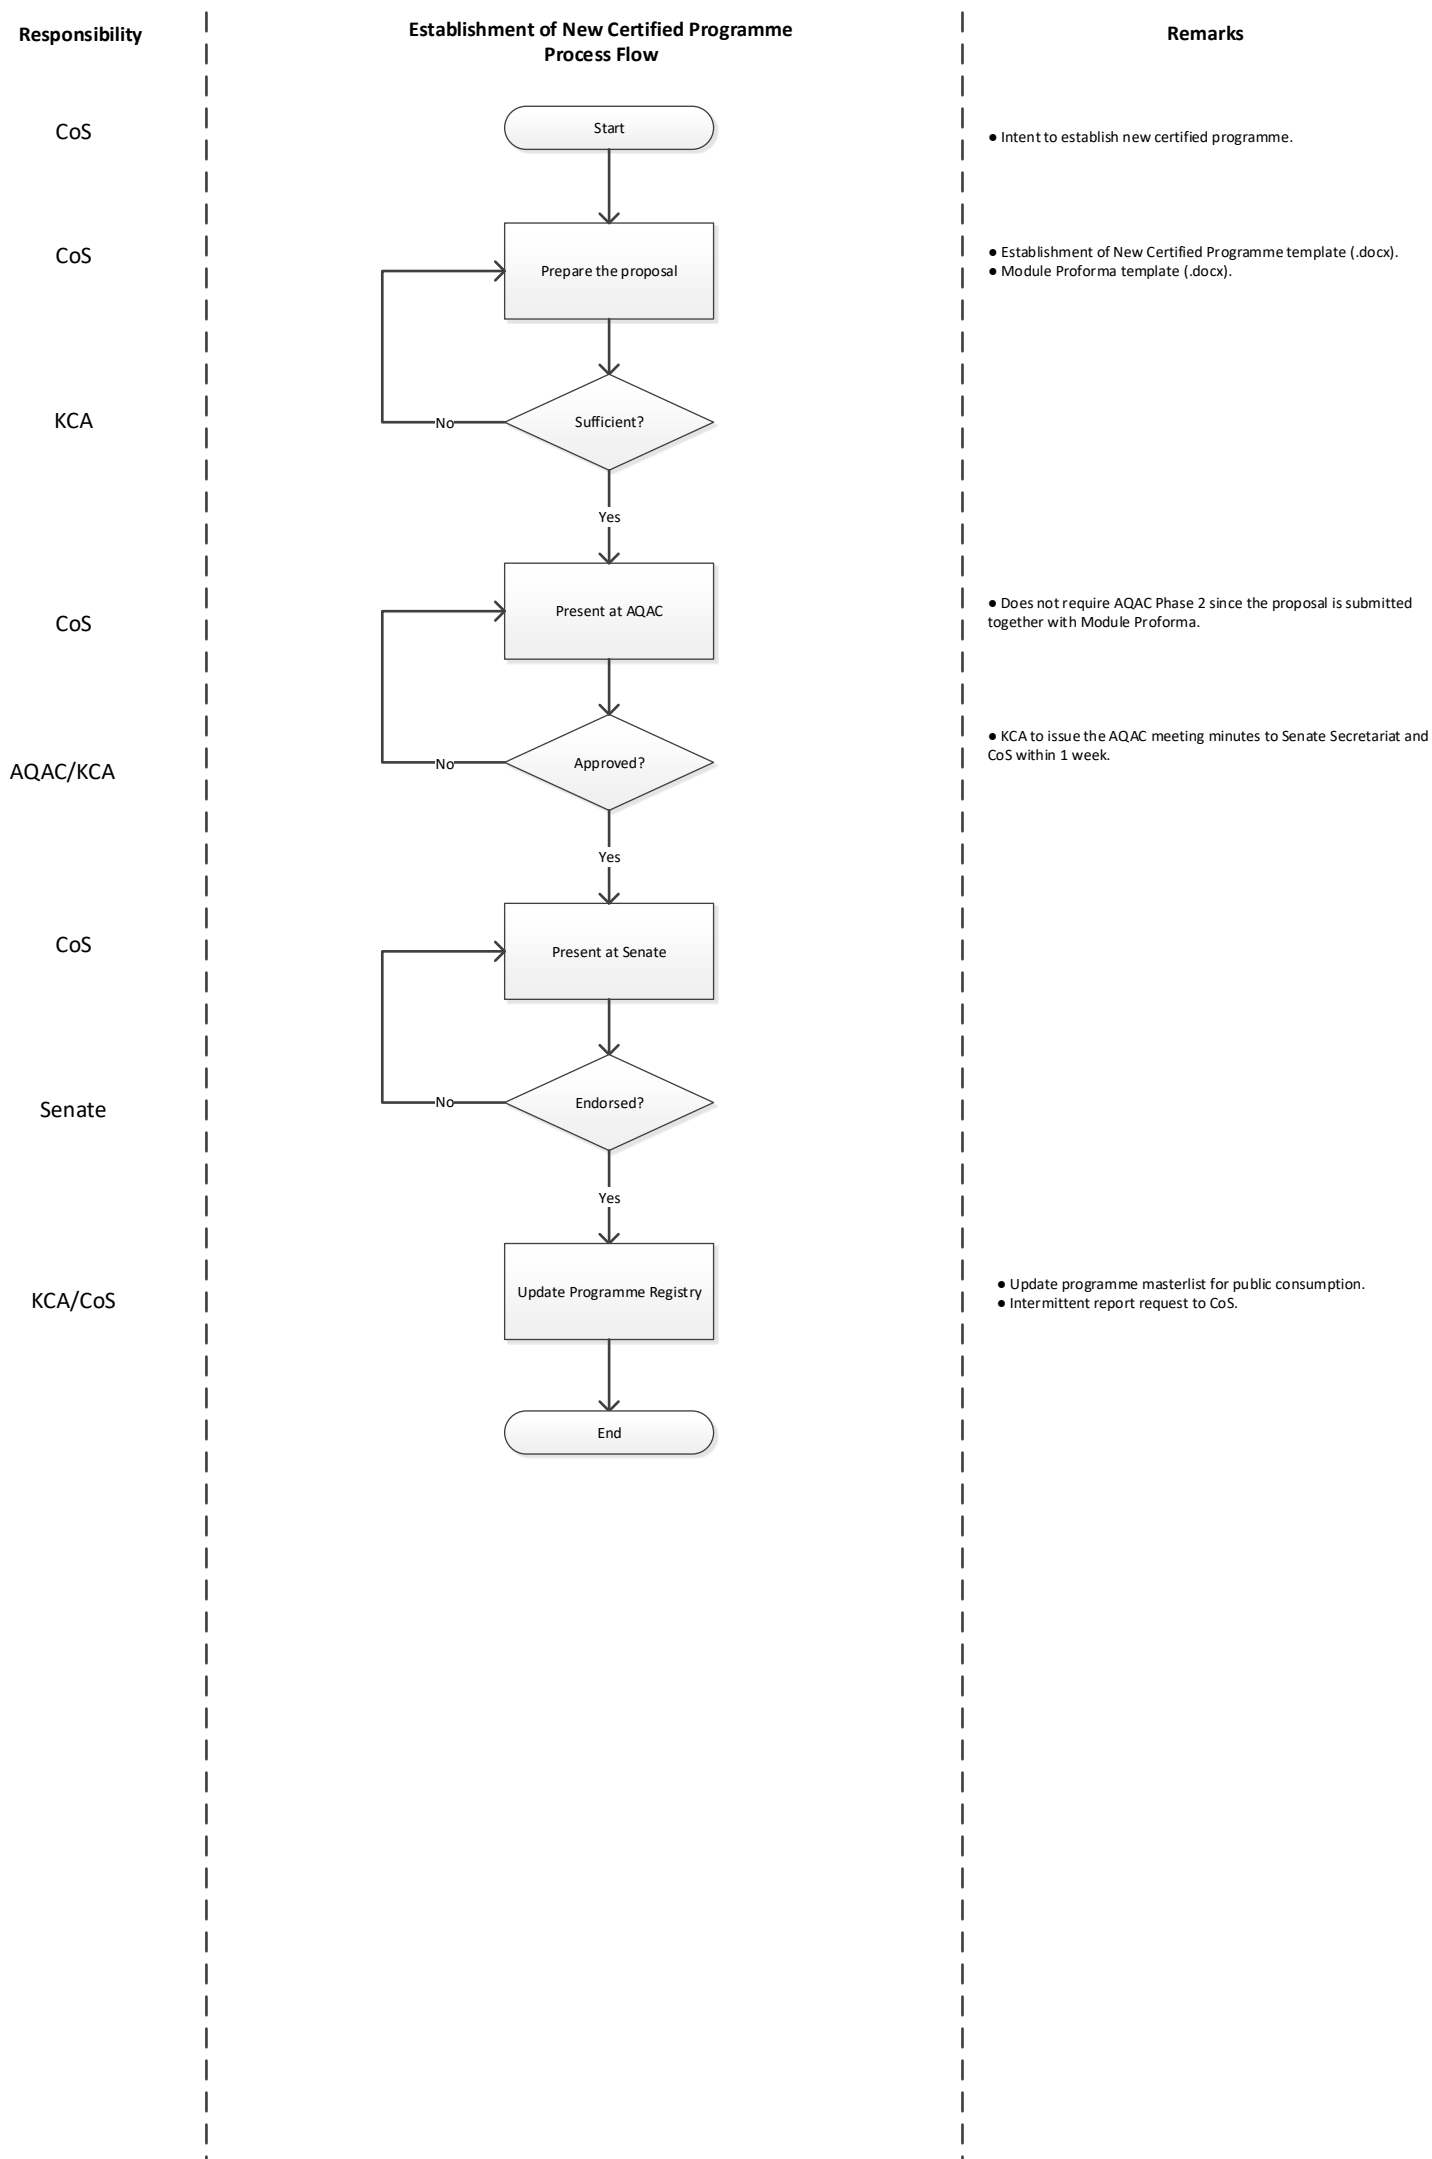 Responsibility
Establishment of New Certified Programme
Process Flow
Remarks
CoS
Start
● Intent to establish new certified programme.
CoS
Prepare the proposal
● Establishment of New Certified Programme template (.docx).
● Module Proforma template (.docx).
KCA
No
Sufficient?
Yes
CoS
Present at AQAC
● Does not require AQAC Phase 2 since the proposal is submitted
together with Module Proforma.
AQAC/KCA
No
Approved?
● KCA to issue the AQAC meeting minutes to Senate Secretariat and
CoS within 1 week.
Yes
CoS
Present at Senate
Senate
No
Endorsed?
Yes
KCA/CoS
Update Programme Registry
● Update programme masterlist for public consumption.
● Intermittent report request to CoS.
End